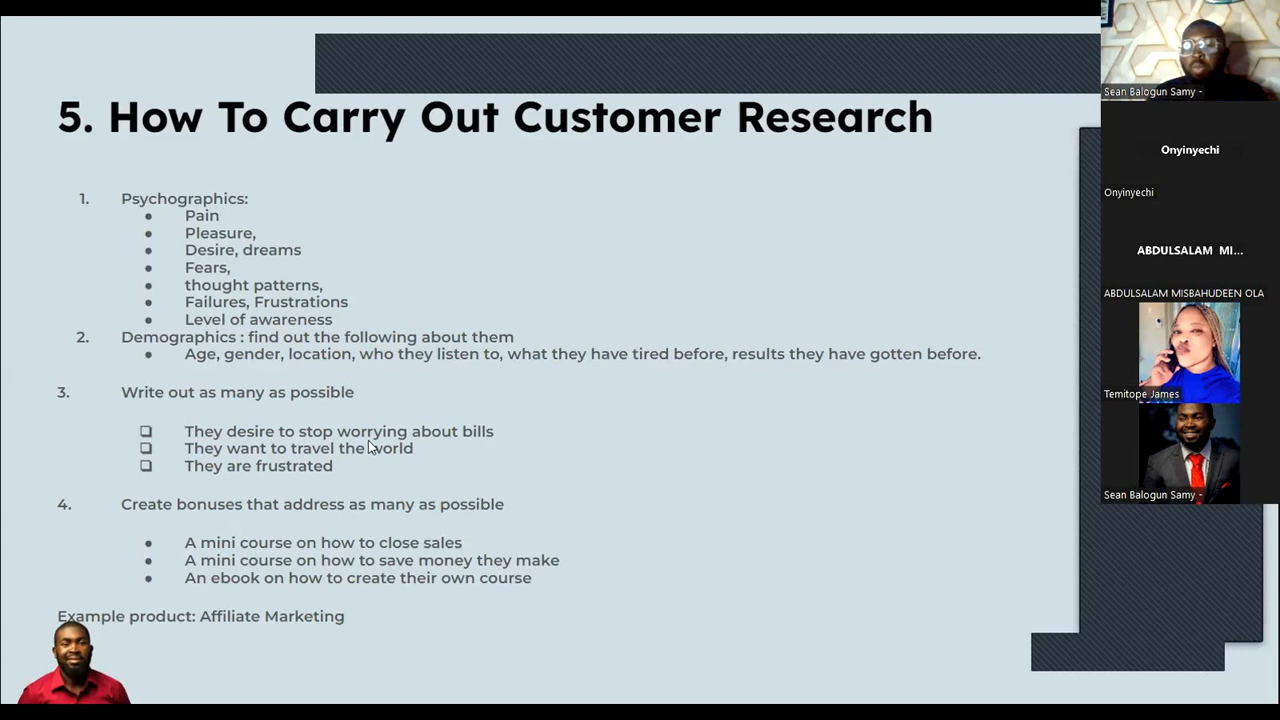 5. How To Carry Out Customer Research
1. Psychographics:
● Pain
● Pleasure,
● Desire, dreams
● Fears,
● thought patterns,
● Failures, Frustrations
● Level of awareness
2. Demographics : find out the following about them
● Age, gender, location, who they listen to, what they have tired before, results they have gotten before.
3. Write out as many as possible
❏ They desire to stop worrying about bills
❏ They want to travel the world
❏ They are frustrated
4. Create bonuses that address as many as possible
● A mini course on how to close sales
● A mini course on how to save money they make
● An ebook on how to create their own course
Example product: Affiliate Marketing
Sean Balogun Samy -
Onyinyechi
Onyinyechi
ABDULSALAM MI...
ABDULSALAM MISBAHUDEEN OLA
Temitope James
Sean Balogun Samy -